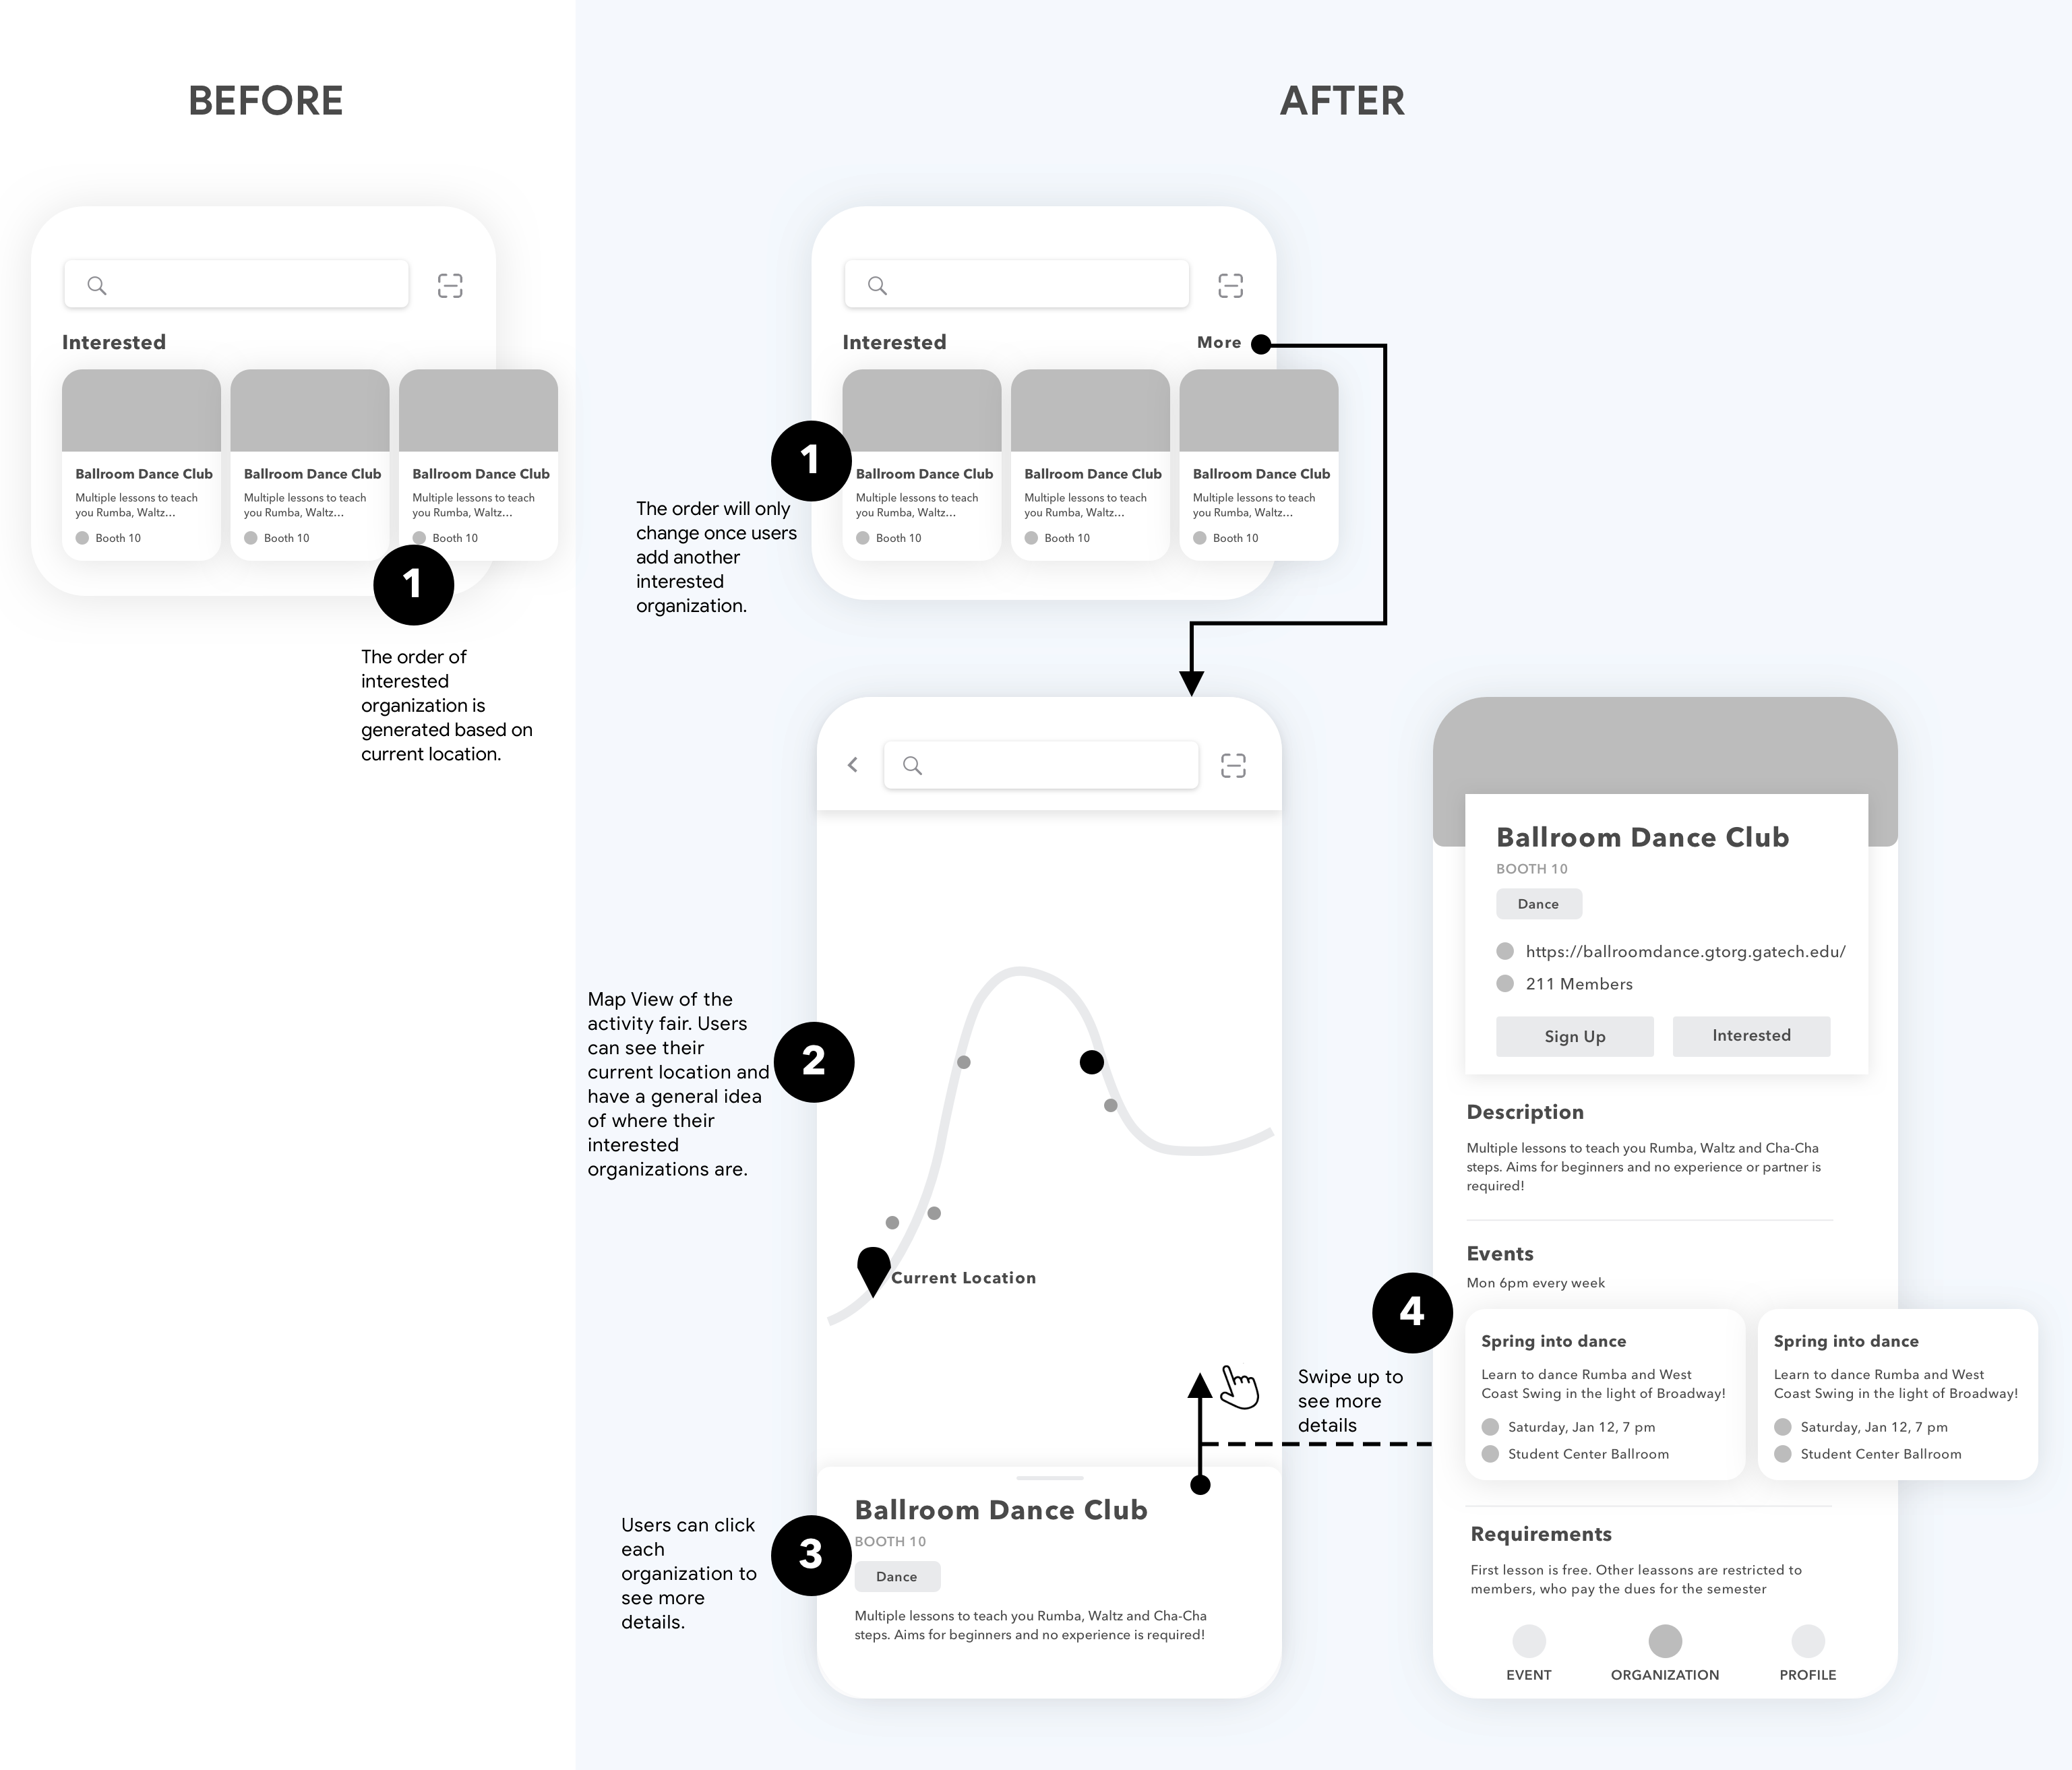 BEFORE
Interested
Ballroom Dance Club
Multiple lessons to teach
you Rumba, Waltz...
Booth 10
Ballroom Dance Club
Multiple lessons to teach
you Rumba, Waltz...
Booth 10
Ballroom Dance Club
Multiple lessons to teach
you Rumba, Waltz...
Booth 10
1
The order of
interested
organization is
generated based on
current location.
AFTER
Interested
More
Ballroom Dance Club
Multiple lessons to teach
you Rumba, Waltz...
Booth 10
Ballroom Dance Club
Multiple lessons to teach
you Rumba, Waltz...
Booth 10
Ballroom Dance Club
Multiple lessons to teach
you Rumba, Waltz...
Booth 10
1
The order will only
change once users
add another
interested
organization.
2
Map View of the
activity fair. Users
can see their
current location and
have a general idea
of where their
interested
organizations are.
Current Location
3
Users can click
each
organization to
see more
details.
Ballroom Dance Club
BOOTH 10
Dance
Multiple lessons to teach you Rumba, Waltz and Cha-Cha
steps. Aims for beginners and no experience is required!
Swipe up to
see more
details
4
Ballroom Dance Club
BOOTH 10
Dance
https://ballroomdance.gtorg.gatech.edu/
211 Members
Sign Up
Interested
Description
Multiple lessons to teach you Rumba, Waltz and Cha-Cha
steps. Aims for beginners and no experience or partner is
required!
Events
Mon 6pm every week
Spring into dance
Learn to dance Rumba and West
Coast Swing in the light of Broadway!
Saturday, Jan 12, 7 pm
Student Center Ballroom
Spring into dance
Learn to dance Rumba and West
Coast Swing in the light of Broadway!
Saturday, Jan 12, 7 pm
Student Center Ballroom
Requirements
First lesson is free. Other leassons are restricted to
members, who pay the dues for the semester
EVENT
ORGANIZATION
PROFILE